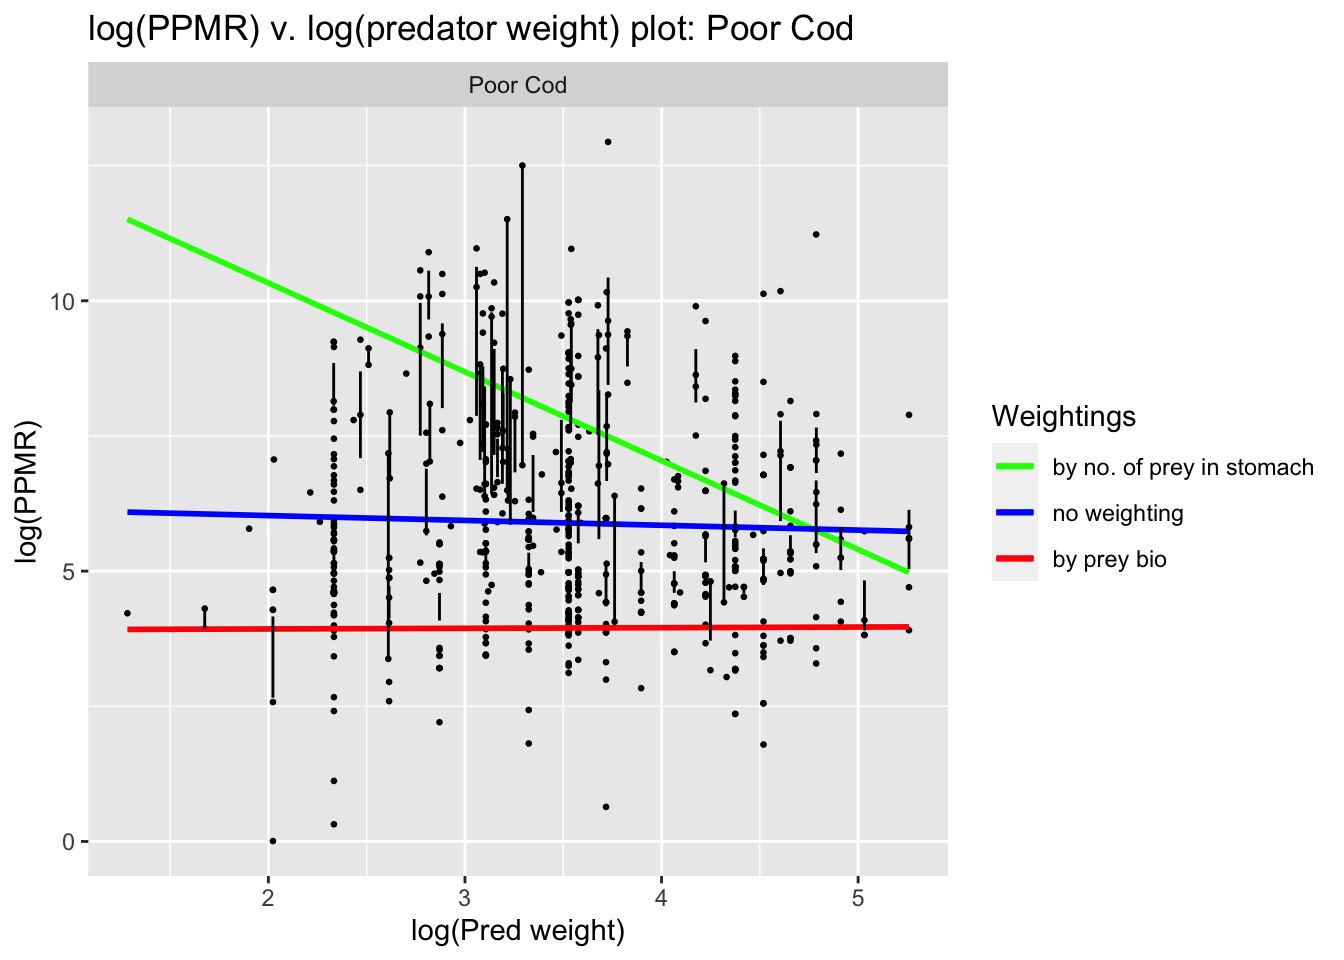 log(PPMR) v. log(predator weight) plot: Poor Cod
Poor Cod
10
5
0
log(PPMR)
2 3 4 5
log(Pred weight)
Weightings
by no. of prey in stomach
no weighting
by prey bio